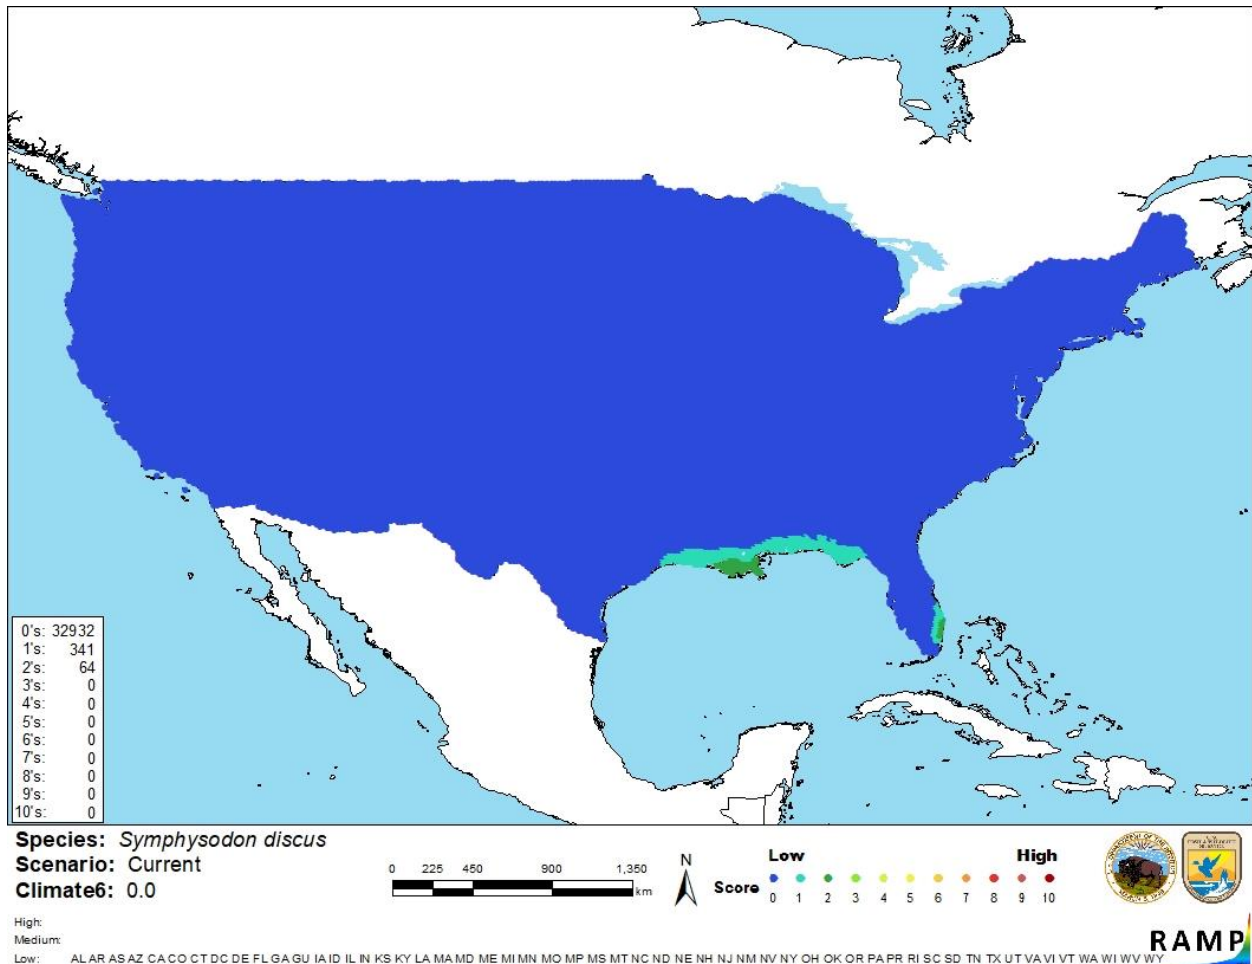 0's: 32932
1's: 341
2's: 64
3's: 0
4's: 0
5's: 0
6's: 0
7's: 0
8's: 0
9's: 0
10's: 0
Species: Symphysodon discus
Scenario: Current
Climate6: 0.0
0 225 450 900 1,350
km
N
Low High
Score
0 1 2 3 4 5 6 7 8 9 10
High:
Medium:
Low: AL AR AS AZ CA CO CT DC DE FL GA GU IA ID IL IN KS KY LA MA MD ME MI MN MO MP MS MT NC ND NE NH NJ NM NV NY OH OK OR PA PR RI SC SD TN TX UT VA VI VT WA WI WV WY
RAMP